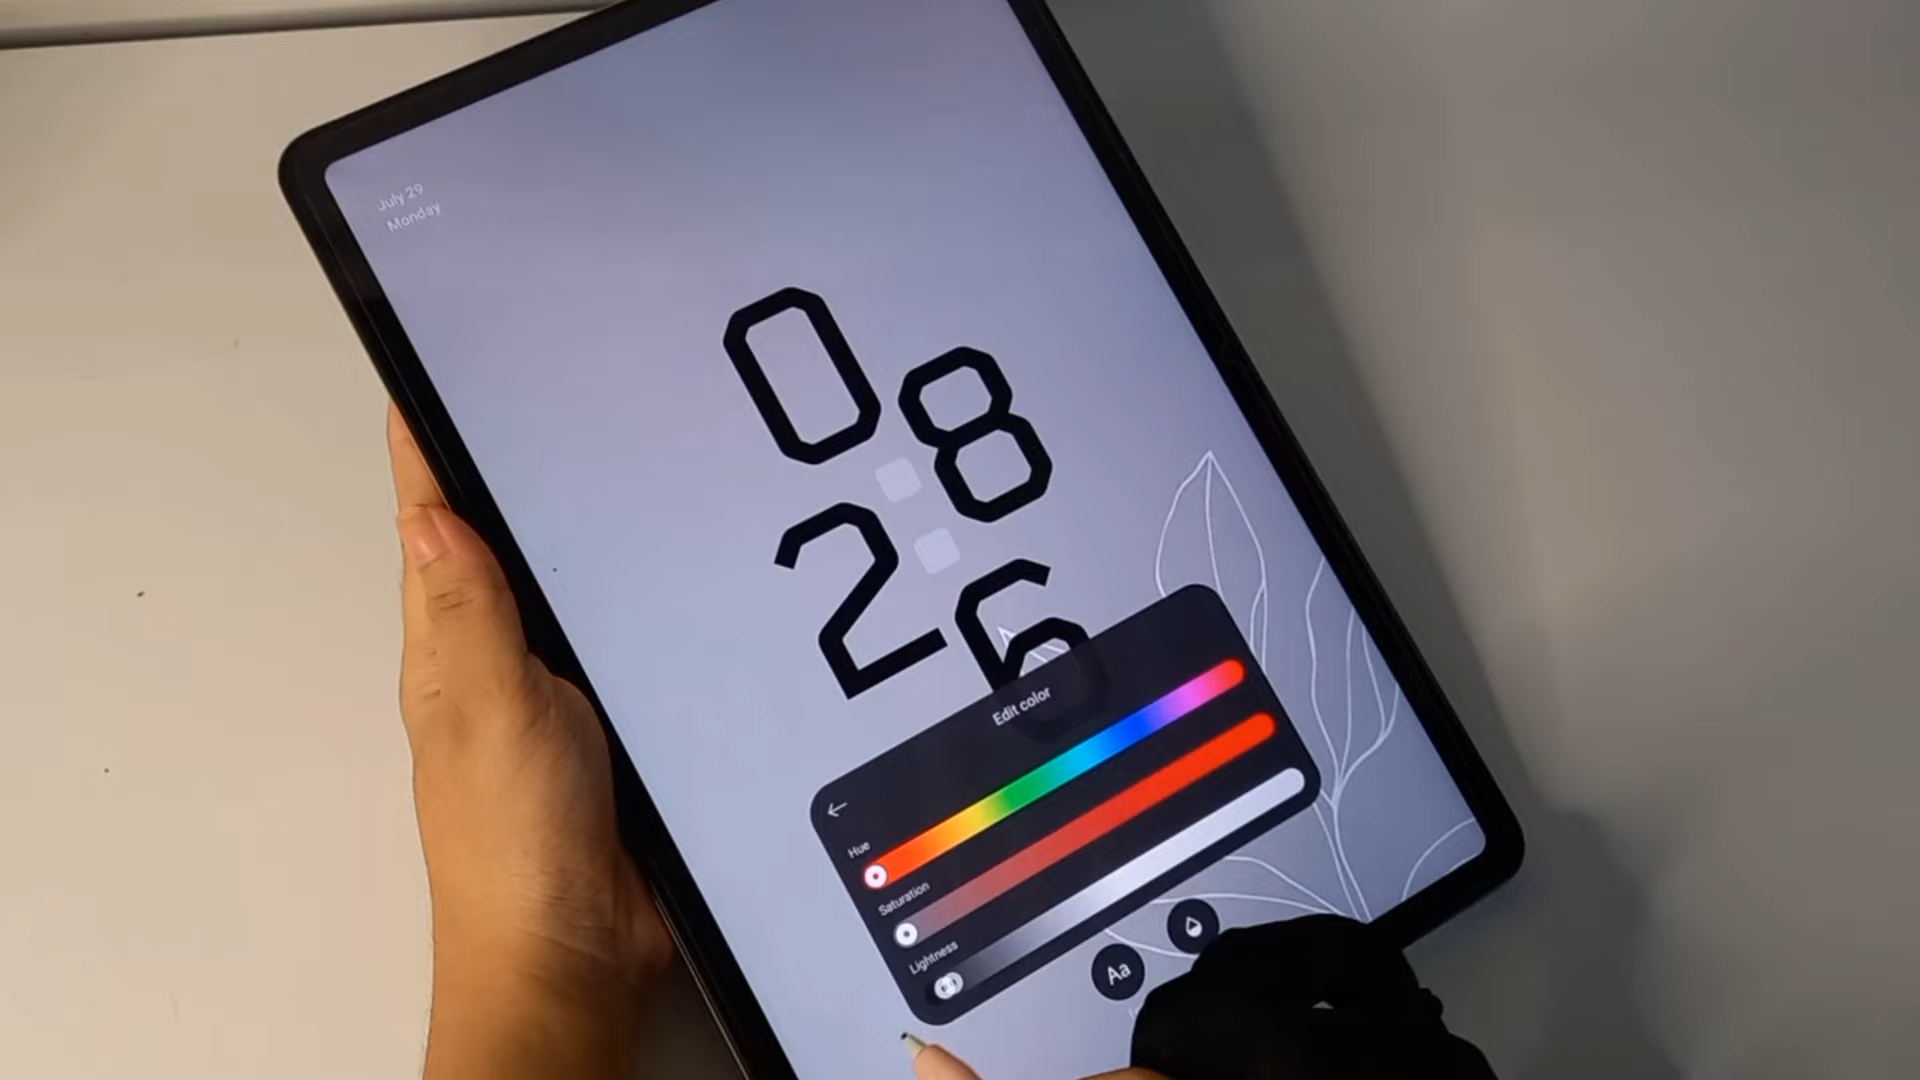 July 29
Monday
08
26
Edit color
Hue
Saturation
Lightness
Aa